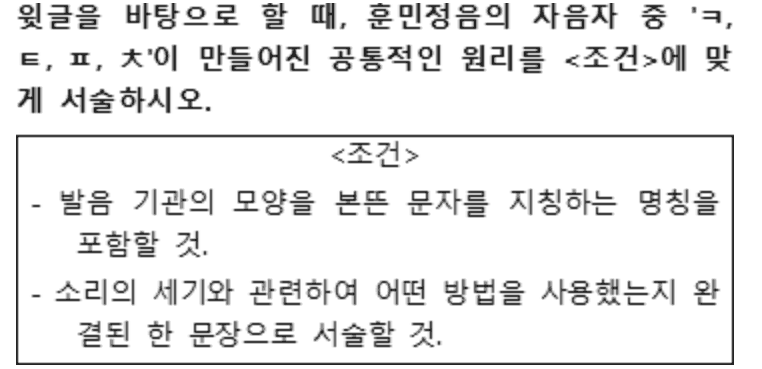 윗글을 바탕으로 할 때, 훈민정음의 자음자 중 'ㅋ,
ㅌ, ㅍ, ㅊ'이 만들어진 공통적인 원리를 <조건>에 맞
게 서술하시오.
<조건>
- 발음 기관의 모양을 본뜬 문자를 지칭하는 명칭을
포함할 것.
- 소리의 세기와 관련하여 어떤 방법을 사용했는지 완
결된 한 문장으로 서술할 것.